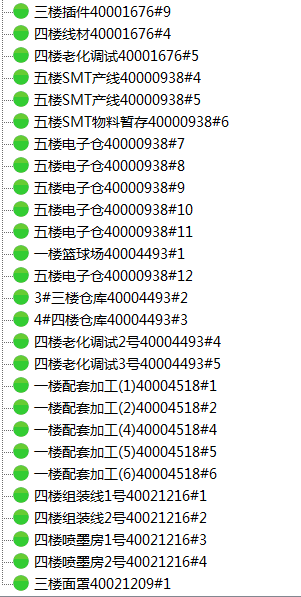 三楼插件40001676#9
四楼线材40001676#4
四楼老化调试40001676#5
五楼SMT产线40000938#4
五楼SMT产线40000938#5
五楼SMT物料暂存40000938#6
五楼电子仓40000938#7
五楼电子仓40000938#8
五楼电子仓40000938#9
五楼电子仓40000938#10
五楼电子仓40000938#11
一楼篮球场40004493#1
五楼电子仓40000938#12
3#三楼仓库40004493#2
4#四楼仓库40004493#3
四楼老化调试2号40004493#4
四楼老化调试3号40004493#5
一楼配套加工(1)40004518#1
一楼配套加工(2)40004518#2
一楼配套加工(4)40004518#4
一楼配套加工(5)40004518#5
一楼配套加工(6)40004518#6
四楼组装线1号40021216#1
四楼组装线2号40021216#2
四楼喷墨房1号40021216#3
四楼喷墨房2号40021216#4
三楼面罩40021209#1